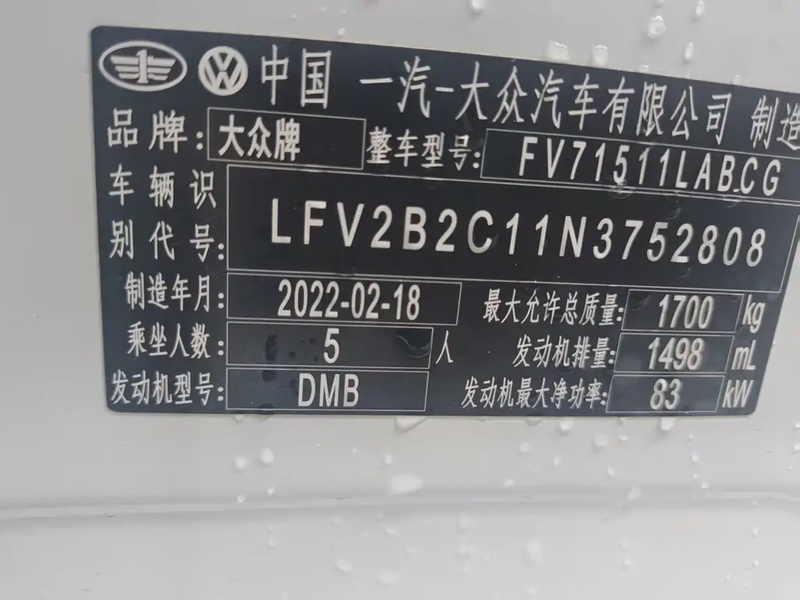 中国 一汽-大众汽车有限公司 制造
品牌: 大众牌 整车型号: FV71511LABCG
车辆识别代号: LFV2B2C11N3752808
制造年月: 2022-02-18 最大允许总质量: 1700 kg
乘坐人数: 5 人 发动机排量: 1498 mL
发动机型号: DMB 发动机最大净功率: 83 kW